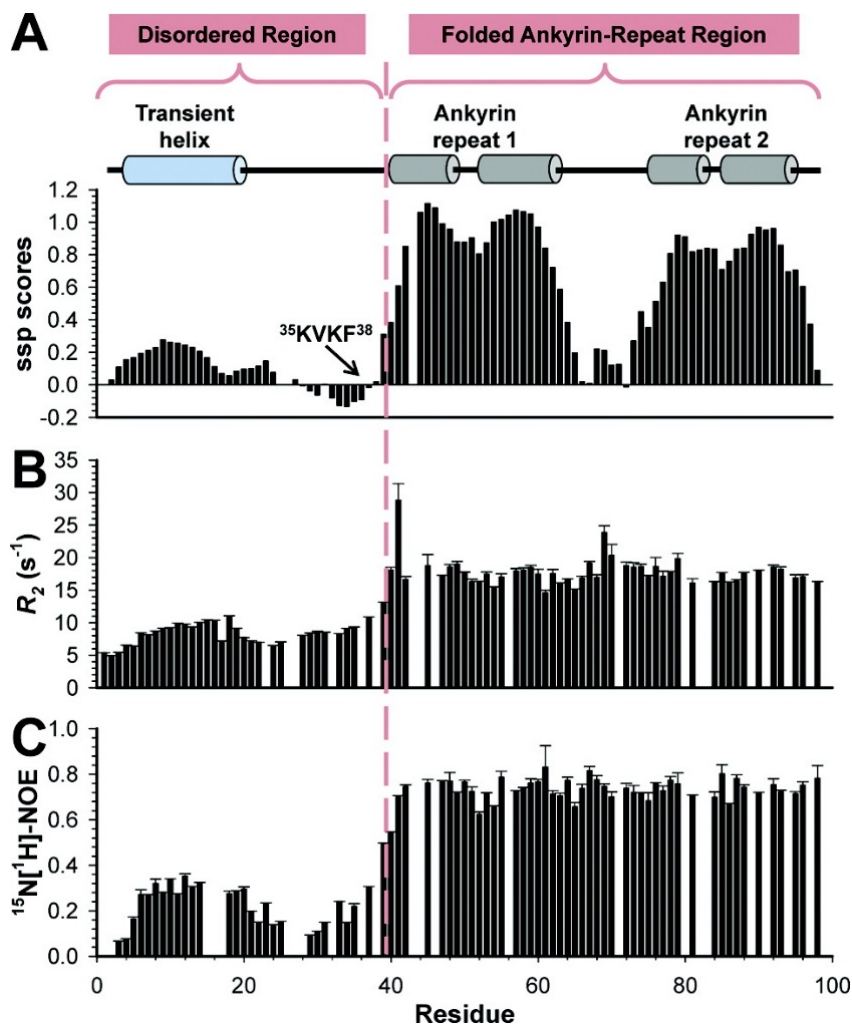 A
Disordered Region
Folded Ankyrin-Repeat Region
Transient
helix
Ankyrin
repeat 1
Ankyrin
repeat 2
ssp scores
1.2
1.0
0.8
0.6
0.4
0.2
0.0
-0.2
³⁵KVKF³⁸
B
R₂ (s⁻¹)
35
30
25
20
15
10
5
0
C
¹⁵N[¹H]-NOE
1.0
0.8
0.6
0.4
0.2
0.0
0 20 40 60 80 100
Residue